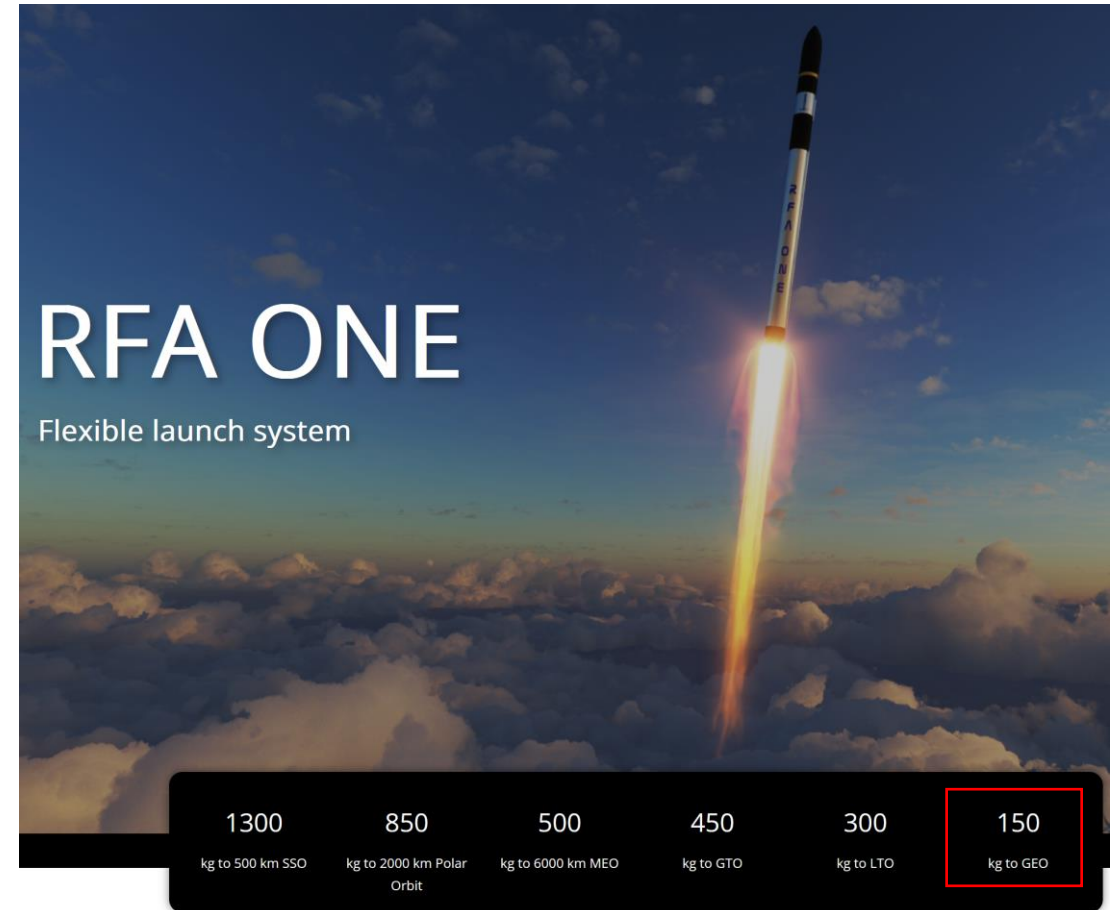 RFA ONE
RFA ONE
Flexible launch system
1300
kg to 500 km SSO
850
kg to 2000 km Polar
Orbit
500
kg to 6000 km MEO
450
kg to GTO
300
kg to LTO
150
kg to GEO